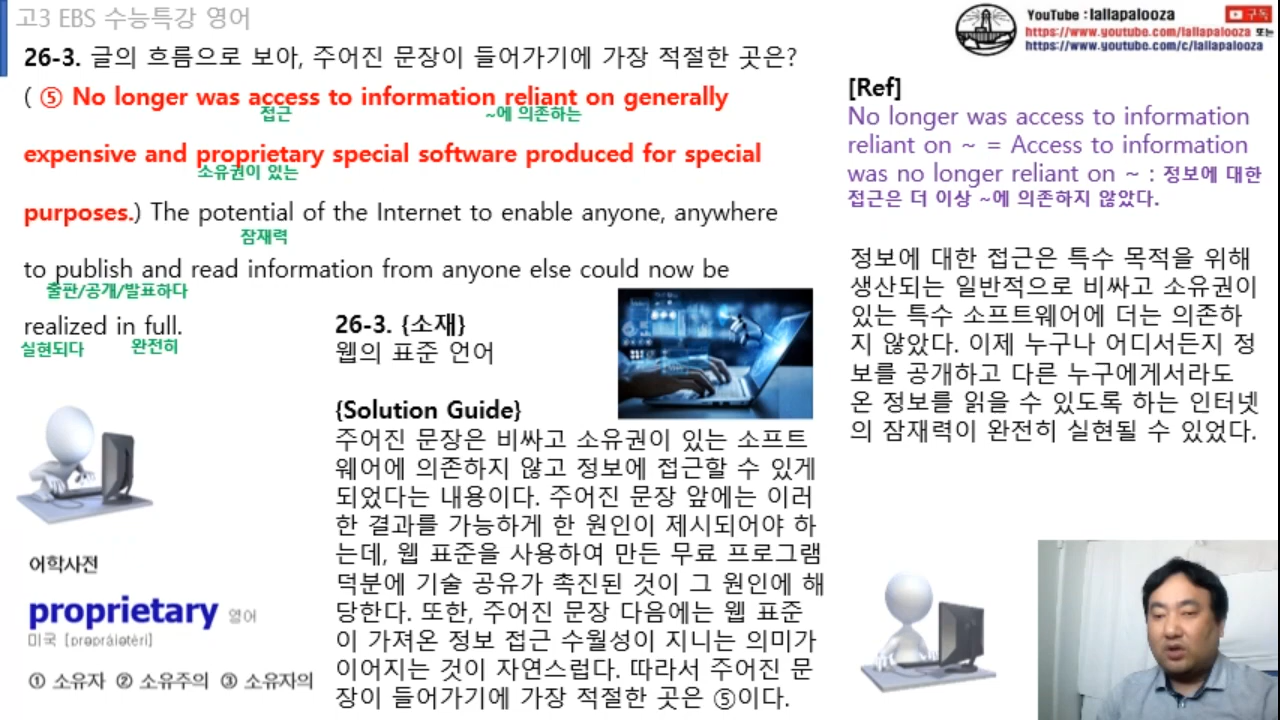 고3 EBS 수능특강 영어
YouTube : lallapalooza
구독
https://www.youtube.com/lallapalooza 또는
https://www.youtube.com/c/lallapalooza
26-3. 글의 흐름으로 보아, 주어진 문장이 들어가기에 가장 적절한 곳은?
( ⑤ No longer was access to information reliant on generally
접근 ~에 의존하는
expensive and proprietary special software produced for special
소유권이 있는
purposes.) The potential of the Internet to enable anyone, anywhere
잠재력
to publish and read information from anyone else could now be
출판/공개/발표하다
realized in full.
실현되다 완전히
[Ref]
No longer was access to information
reliant on ~ = Access to information
was no longer reliant on ~ : 정보에 대한
접근은 더 이상 ~에 의존하지 않았다.
정보에 대한 접근은 특수 목적을 위해
생산되는 일반적으로 비싸고 소유권이
있는 특수 소프트웨어에 더는 의존하
지 않았다. 이제 누구나 어디서든지 정
보를 공개하고 다른 누구에게서라도
온 정보를 읽을 수 있도록 하는 인터넷
의 잠재력이 완전히 실현될 수 있었다.
26-3. {소재}
웹의 표준 언어
{Solution Guide}
주어진 문장은 비싸고 소유권이 있는 소프트
웨어에 의존하지 않고 정보에 접근할 수 있게
되었다는 내용이다. 주어진 문장 앞에는 이러
한 결과를 가능하게 한 원인이 제시되어야 하
는데, 웹 표준을 사용하여 만든 무료 프로그램
덕분에 기술 공유가 촉진된 것이 그 원인에 해
당한다. 또한, 주어진 문장 다음에는 웹 표준
이 가져온 정보 접근 수월성이 지니는 의미가
이어지는 것이 자연스럽다. 따라서 주어진 문
장이 들어가기에 가장 적절한 곳은 ⑤이다.
어학사전
proprietary 영어
미국 [prəpráiəteri]
① 소유자 ② 소유주의 ③ 소유자의